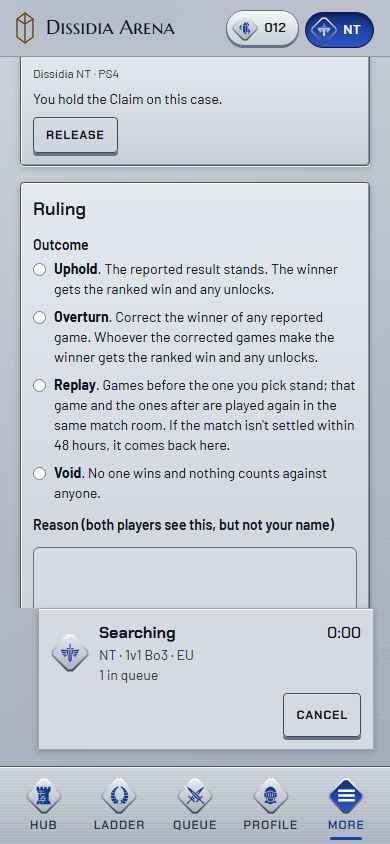 Dissidia Arena
012
NT
Dissidia NT · PS4
You hold the Claim on this case.
RELEASE
Ruling
Outcome
Uphold. The reported result stands. The winner
gets the ranked win and any unlocks.
Overturn. Correct the winner of any reported
game. Whoever the corrected games make the
winner gets the ranked win and any unlocks.
Replay. Games before the one you pick stand; that
game and the ones after are played again in the
same match room. If the match isn't settled within
48 hours, it comes back here.
Void. No one wins and nothing counts against
anyone.
Reason (both players see this, but not your name)
Searching
0:00
NT · 1v1 Bo3 · EU
1 in queue
CANCEL
HUB
LADDER
QUEUE
PROFILE
MORE